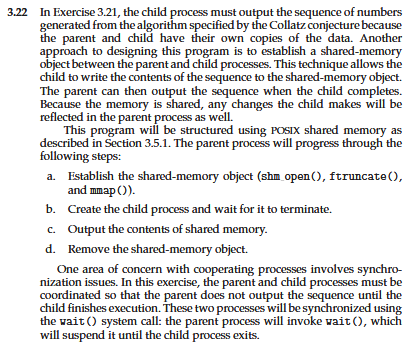 3.22 In Exercise 3.21, the child process must output the sequence of numbers
generated from the algorithm specified by the Collatz conjecture because
the parent and child have their own copies of the data. Another
approach to designing this program is to establish a shared-memory
object between the parent and child processes. This technique allows the
child to write the contents of the sequence to the shared-memory object.
The parent can then output the sequence when the child completes.
Because the memory is shared, any changes the child makes will be
reflected in the parent process as well.
This program will be structured using POSIX shared memory as
described in Section 3.5.1. The parent process will progress through the
following steps:
a. Establish the shared-memory object (shm_open(), ftruncate(),
and mmap()).
b. Create the child process and wait for it to terminate.
c. Output the contents of shared memory.
d. Remove the shared-memory object.
One area of concern with cooperating processes involves synchro-
nization issues. In this exercise, the parent and child processes must be
coordinated so that the parent does not output the sequence until the
child finishes execution. These two processes will be synchronized using
the wait() system call: the parent process will invoke wait(), which
will suspend it until the child process exits.